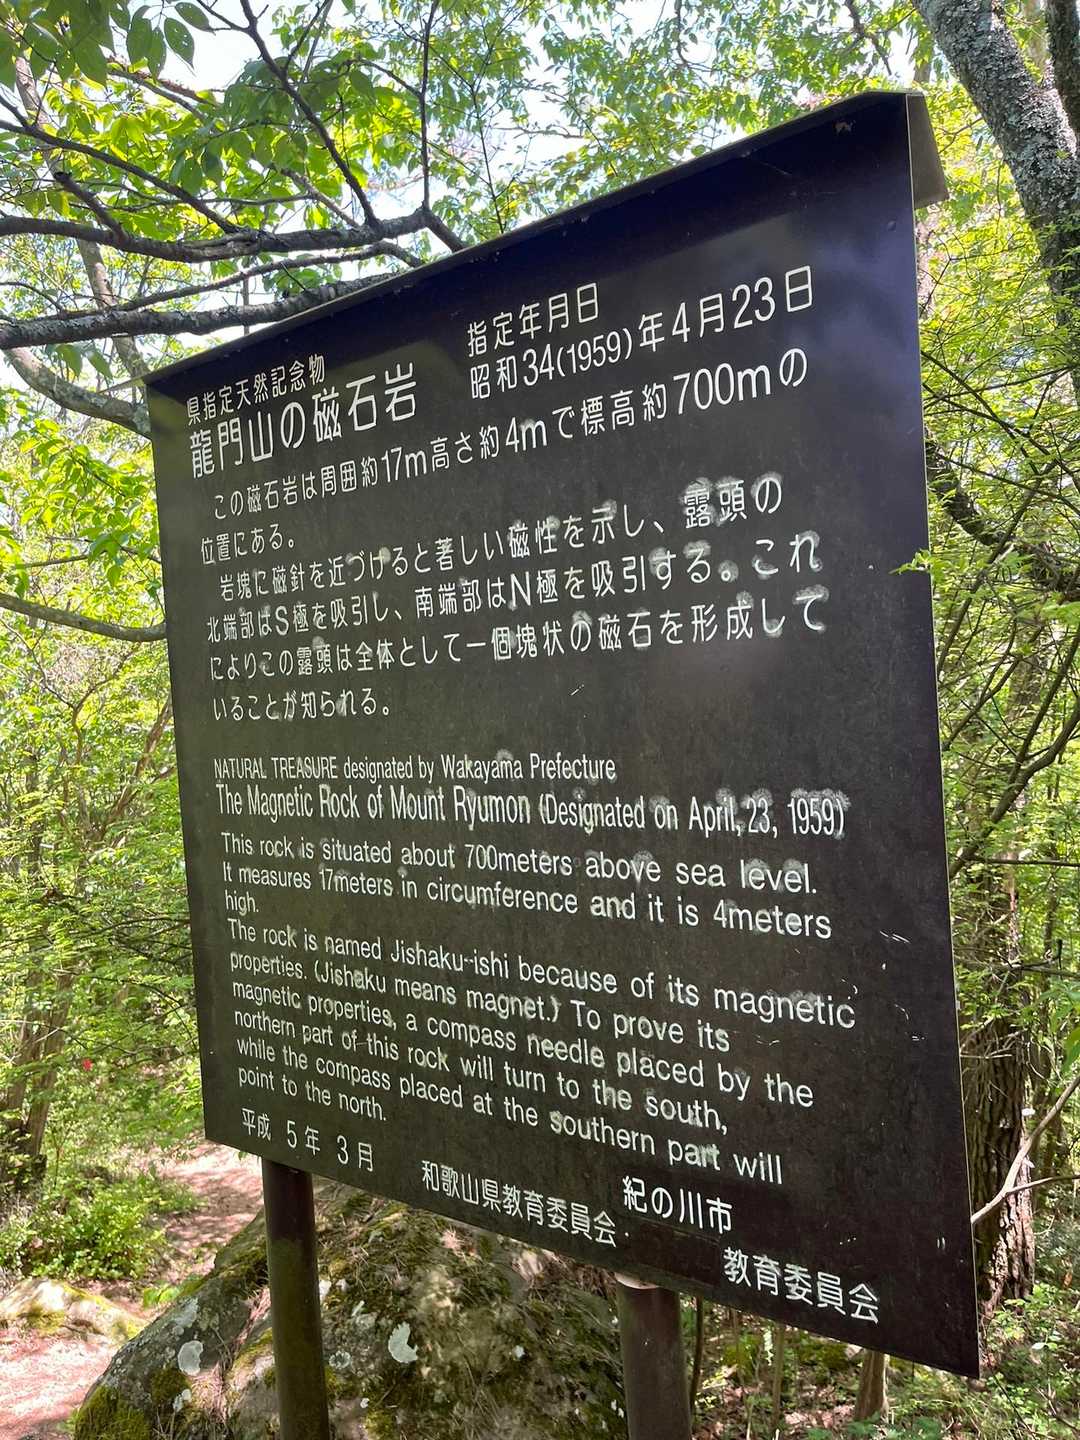 県指定天然記念物
龍門山の磁石岩
指定年月日
昭和34(1959)年4月23日
この磁石岩は周囲約17m高さ約4mで標高約700mの
位置にある。
岩塊に磁針を近づけると著しい磁性を示し、露頭の
北端部はS極を吸引し、南端部はN極を吸引する。これ
によりこの露頭は全体として一個塊状の磁石を形成して
いることが知られる。
NATURAL TREASURE designated by Wakayama Prefecture
The Magnetic Rock of Mount Ryumon (Designated on April, 23, 1959)
This rock is situated about 700meters above sea level.
It measures 17meters in circumference and it is 4meters
high.
The rock is named Jishaku-ishi because of its magnetic
properties. (Jishaku means magnet.) To prove its
magnetic properties, a compass needle placed by the
northern part of this rock will turn to the south,
while the compass placed at the southern part will
point to the north.
平成 5年 3月
和歌山県教育委員会
紀の川市
教育委員会